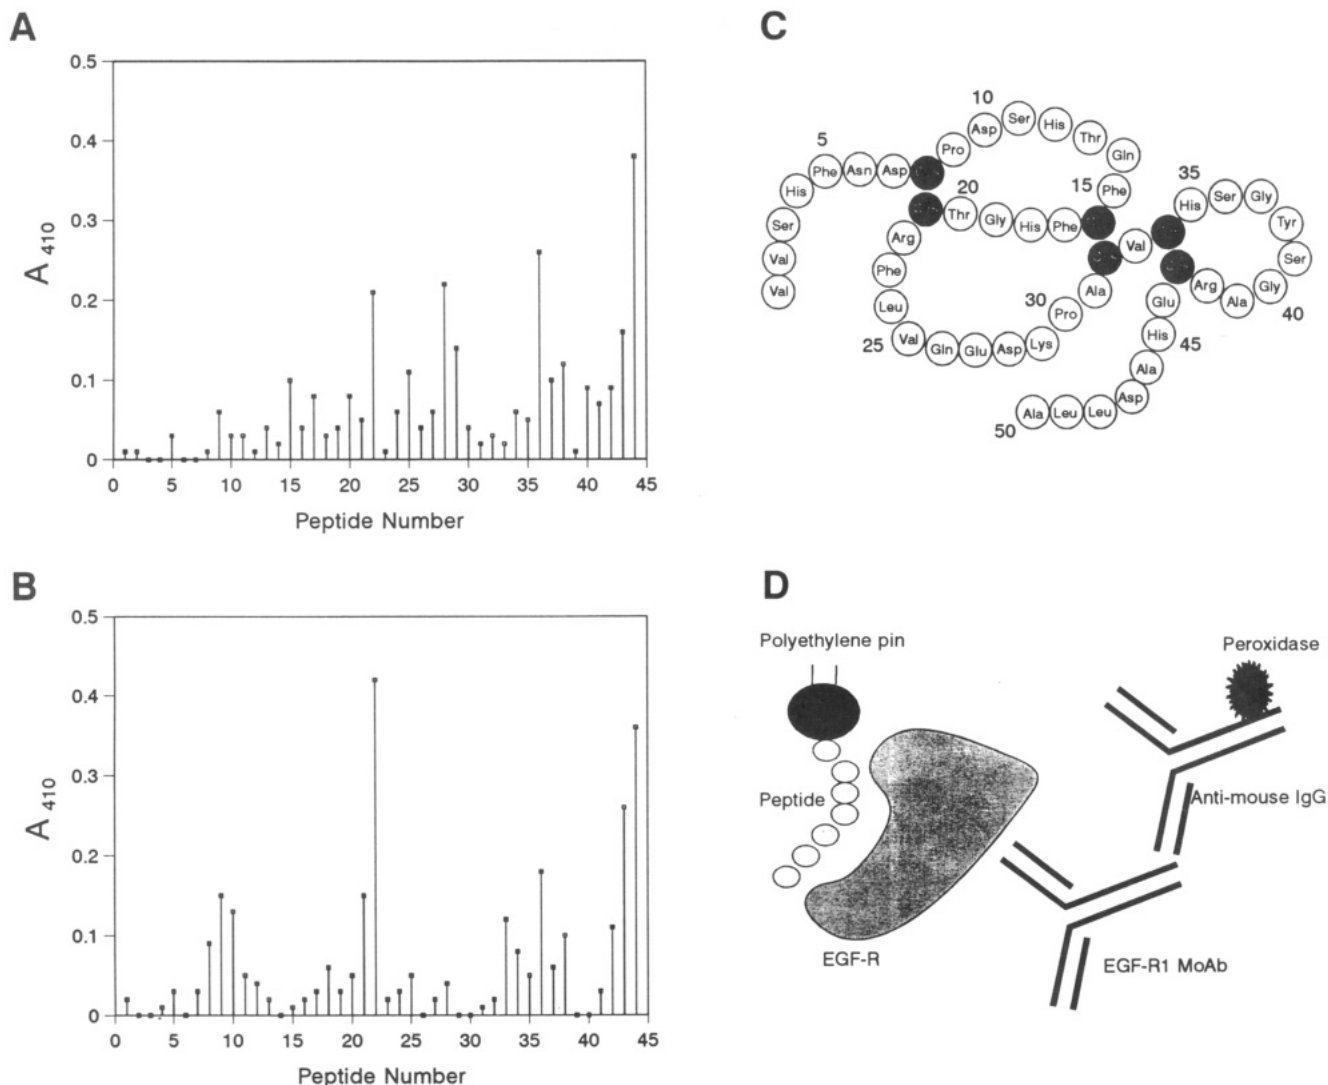 A
0.5
0.4
0.3
0.2
0.1
0
A 410
0 5 10 15 20 25 30 35 40 45
Peptide Number
B
0.5
0.4
0.3
0.2
0.1
0
A 410
0 5 10 15 20 25 30 35 40 45
Peptide Number
C
Val
Val
Ser
His
5
Phe
Asn
Asp
Pro
10
Asp
Ser
His
Thr
Gln
15
Phe
Phe
His
Gly
20
Thr
Arg
Phe
Leu
25
Val
Gln
Glu
Asp
Lys
30
Pro
Ala
Val
35
His
Ser
Gly
Tyr
Ser
40
Gly
Ala
Arg
Glu
45
His
Ala
Asp
Leu
Leu
50
Ala
D
Polyethylene pin
Peptide
EGF-R
Peroxidase
Anti-mouse IgG
EGF-R1 MoAb